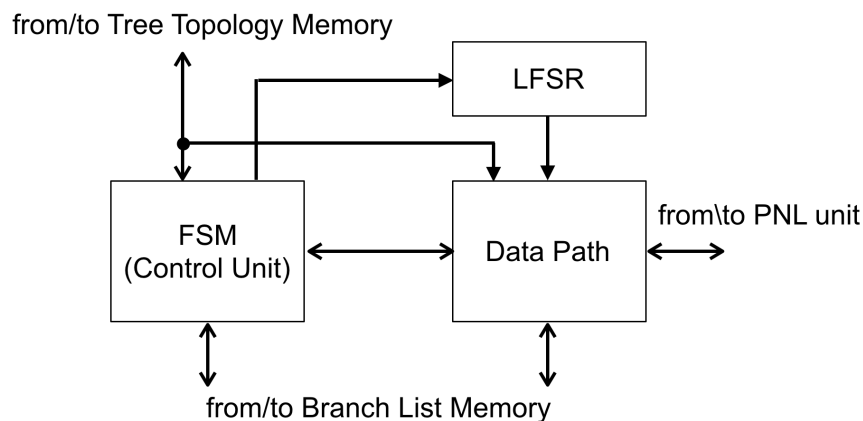 from/to Tree Topology Memory
LFSR
FSM
(Control Unit)
Data Path
from\to PNL unit
from/to Branch List Memory